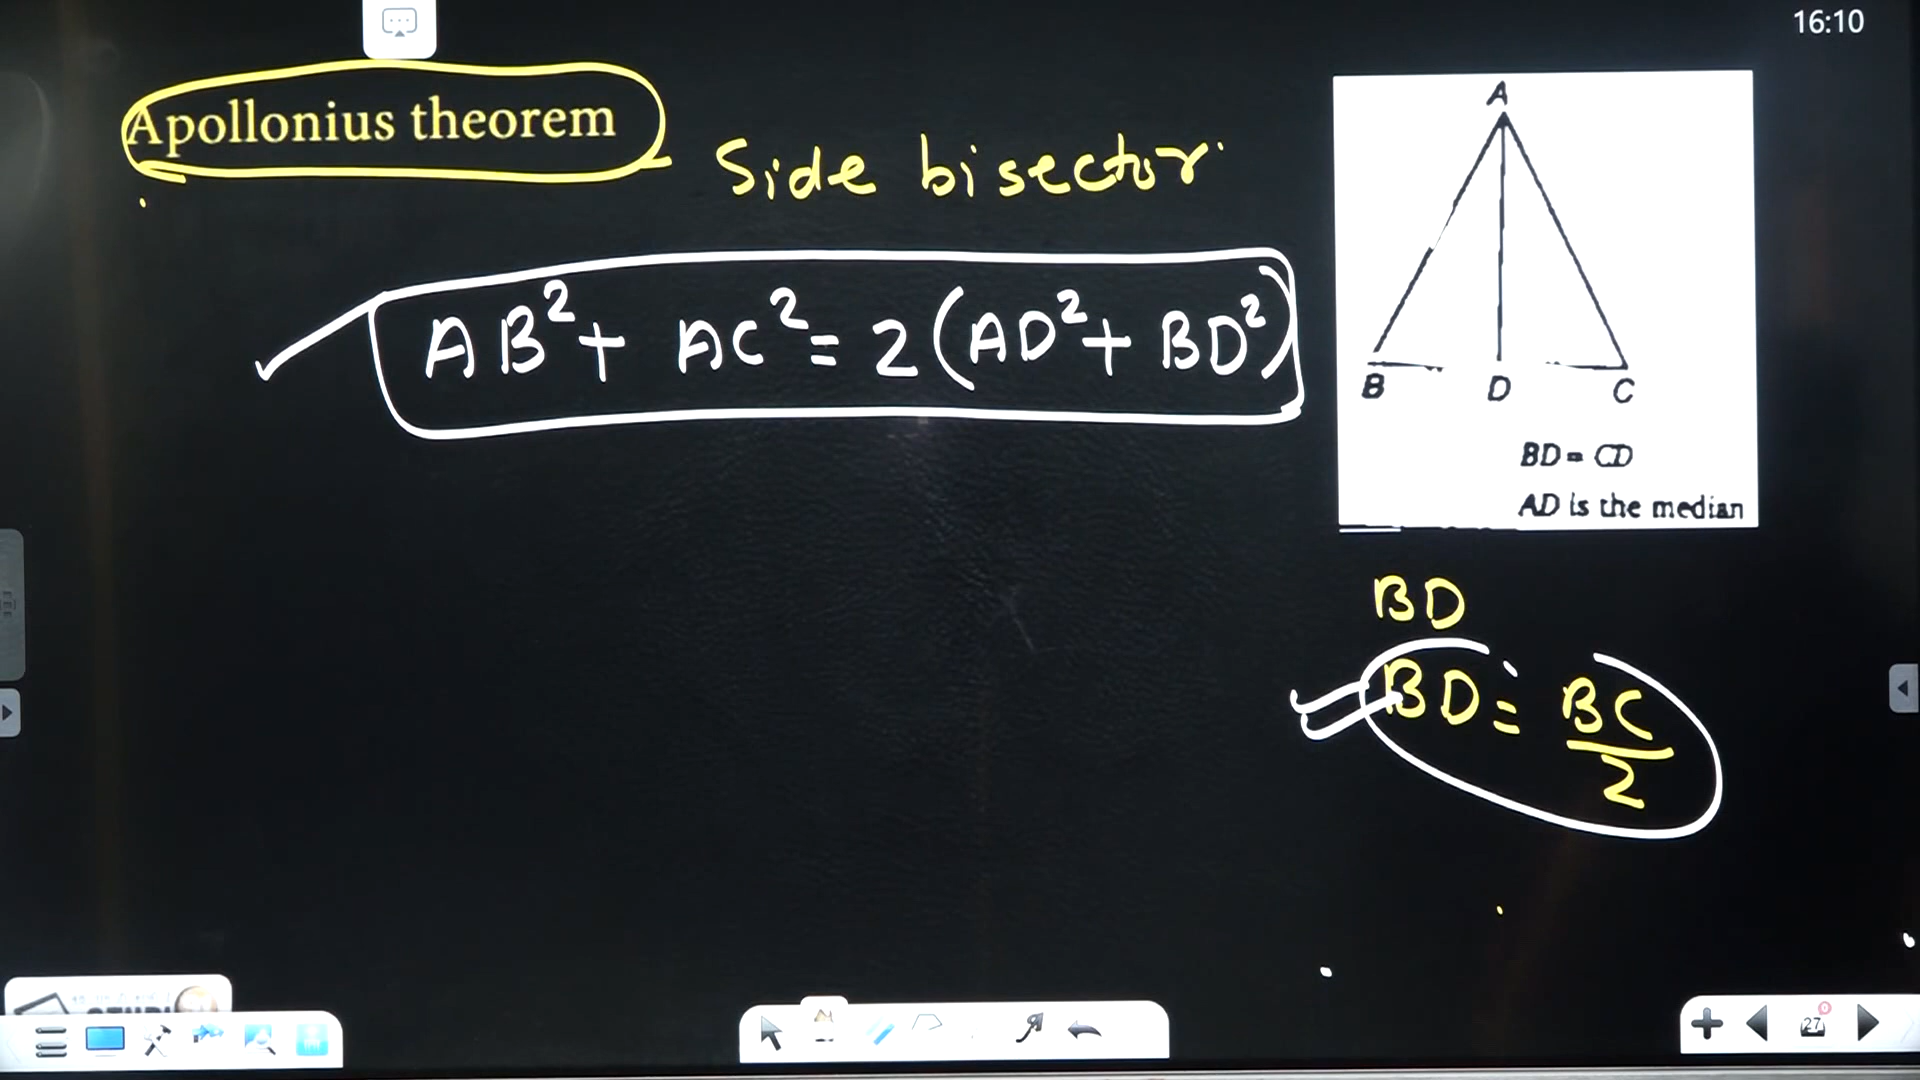 16:10
Apollonius theorem
Side bisector
AB²+ AC²= 2(AD²+ BD²)
A
B D C
BD = CD
AD is the median
BD
BD = BC/2
27